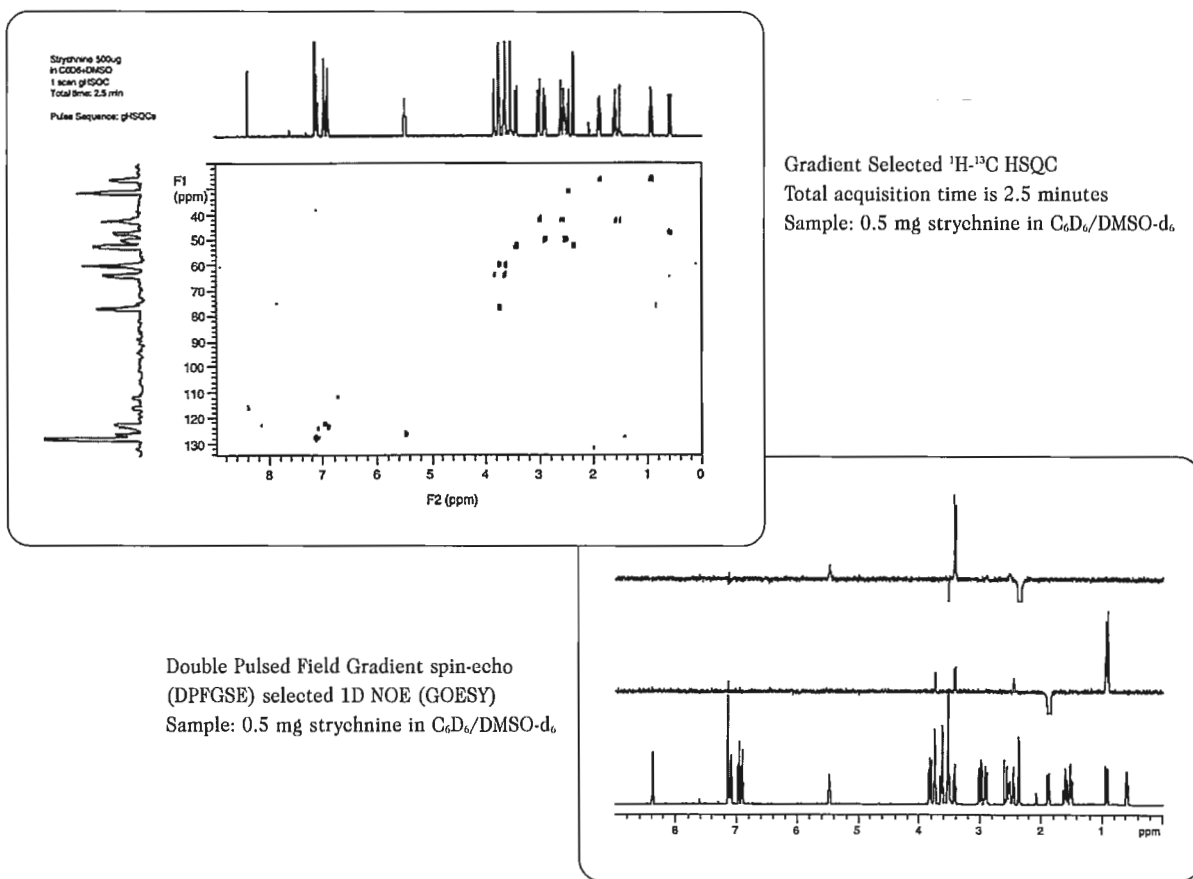 Strychnine 500ug
in C6D6+DMSO
1 scan gHSQC
Total time: 2.5 min
Pulse Sequence: gHSQCs
F1
(ppm)
40
50
60
70
80
90
100
110
120
130
8 7 6 5 4 3 2 1 0
F2 (ppm)
Gradient Selected ¹H-¹³C HSQC
Total acquisition time is 2.5 minutes
Sample: 0.5 mg strychnine in C₆D₆/DMSO-d₆
Double Pulsed Field Gradient spin-echo
(DPFGSE) selected 1D NOE (GOESY)
Sample: 0.5 mg strychnine in C₆D₆/DMSO-d₆
8 7 6 5 4 3 2 1 ppm